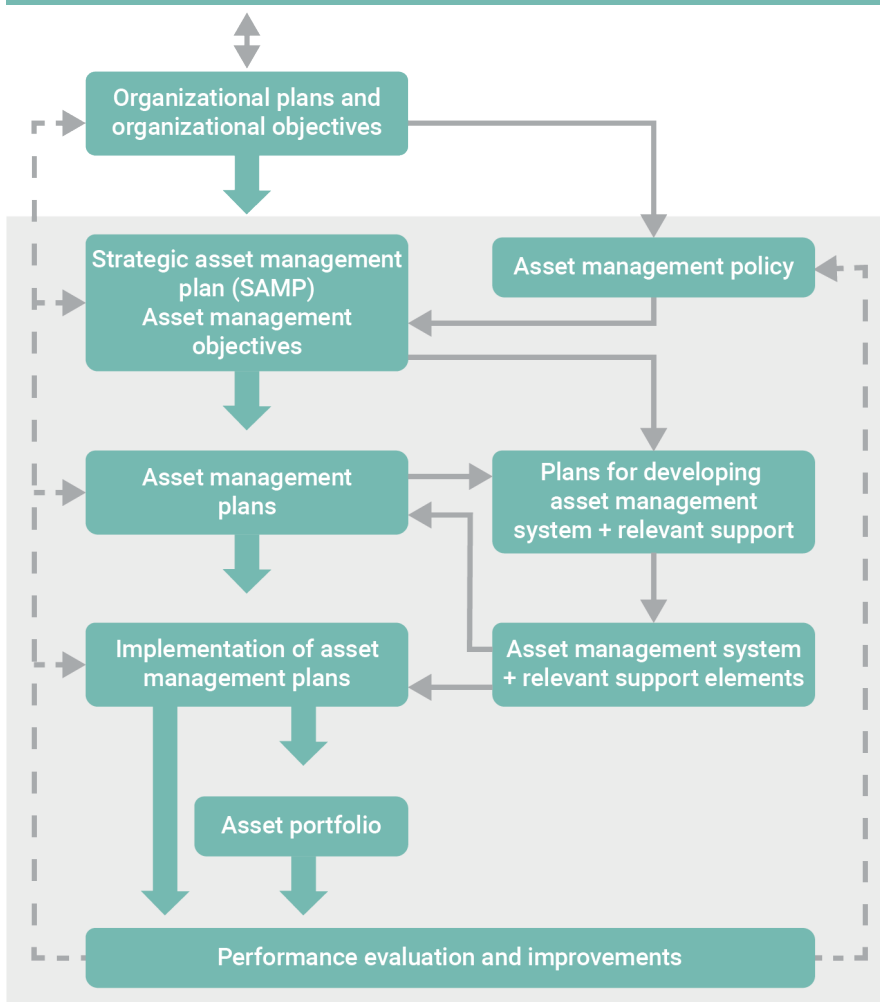 Organizational plans and
organizational objectives
Strategic asset management
plan (SAMP)
Asset management
objectives
Asset management policy
Asset management
plans
Plans for developing
asset management
system + relevant support
Implementation of asset
management plans
Asset management system
+ relevant support elements
Asset portfolio
Performance evaluation and improvements